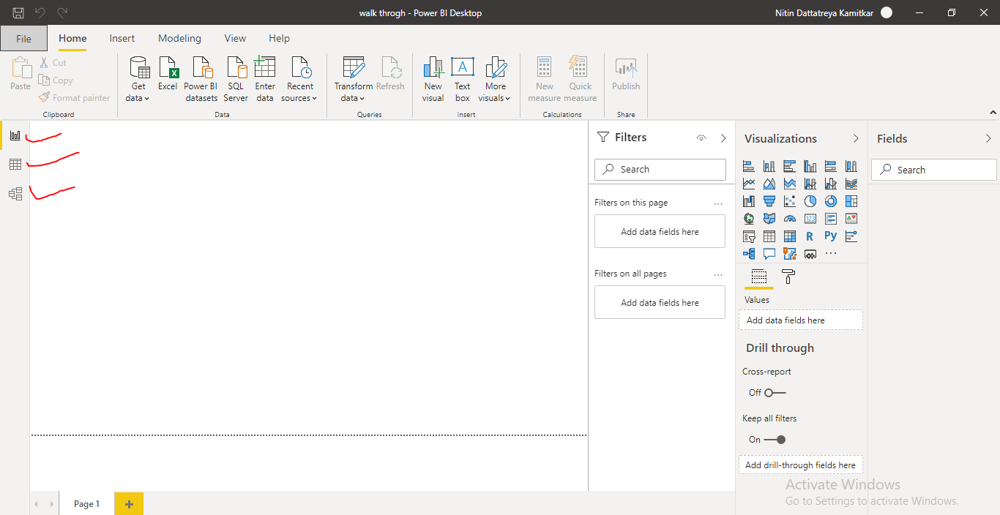 walk throgh - Power BI Desktop
Nitin Dattatreya Kamitkar
File
Home
Insert
Modeling
View
Help
Paste
Cut
Copy
Format painter
Clipboard
Get
data
Excel
Power BI
datasets
SQL
Server
Enter
data
Recent
sources
Data
Transform
data
Refresh
Queries
New
visual
Text
box
More
visuals
Insert
New
measure
Quick
measure
Calculations
Publish
Share
Filters
Search
Filters on this page
...
Add data fields here
Filters on all pages
...
Add data fields here
Visualizations
123
R
Py
...
Values
Add data fields here
Drill through
Cross-report
Off
Keep all filters
On
Add drill-through fields here
Fields
Search
Activate Windows
Go to Settings to activate Windows.
Page 1
+